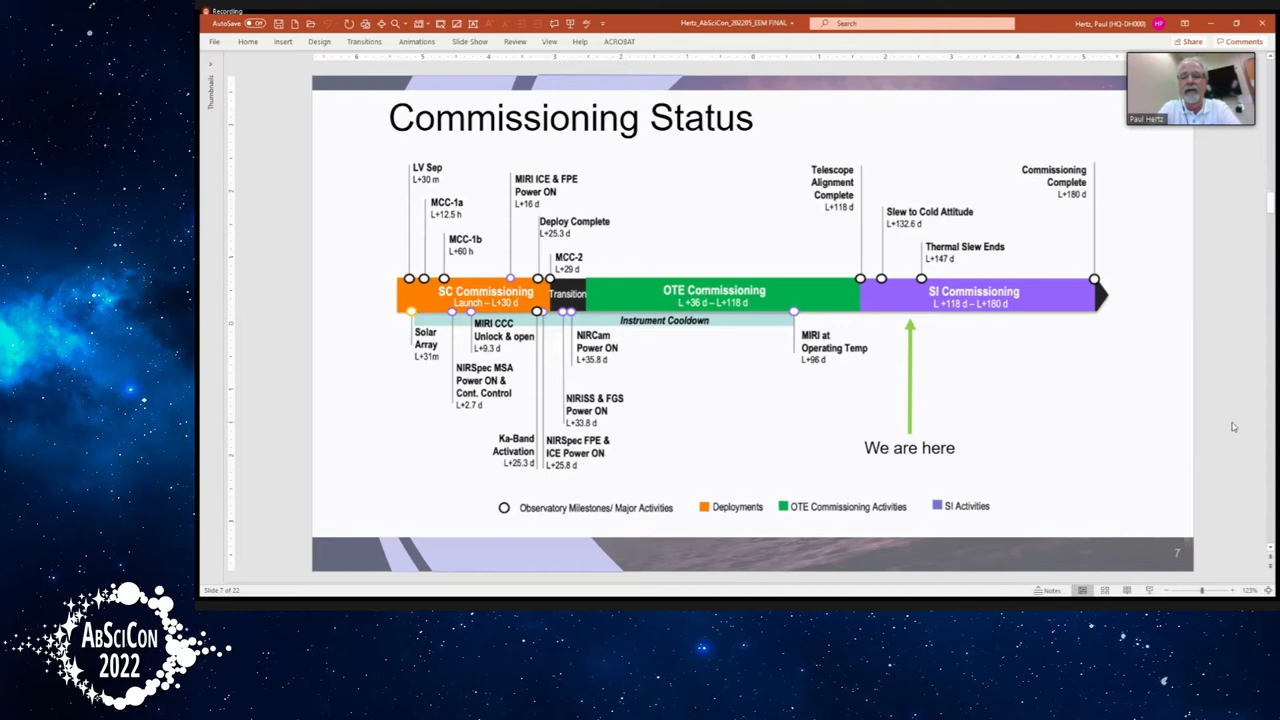 Recording
AutoSave Off
Hertz_AbSciCon_202205_EEM FINAL
Search
Hertz, Paul (HQ-DH000) HP
File Home Insert Design Transitions Animations Slide Show Review View Help ACROBAT
Share Comments
Thumbnails
Paul Hertz
Commissioning Status
LV Sep
L+30 m
MCC-1a
L+12.5 h
MCC-1b
L+60 h
MIRI ICE & FPE
Power ON
L+16 d
Deploy Complete
L+25.3 d
MCC-2
L+29 d
Telescope
Alignment
Complete
L+118 d
Slew to Cold Attitude
L+132.6 d
Thermal Slew Ends
L+147 d
Commissioning
Complete
L+180 d
SC Commissioning
Launch – L+30 d
Transition
OTE Commissioning
L +36 d – L+118 d
SI Commissioning
L +118 d – L+180 d
Instrument Cooldown
Solar
Array
L+31m
MIRI CCC
Unlock & open
L+9.3 d
NIRSpec MSA
Power ON &
Cont. Control
L+2.7 d
Ka-Band
Activation
L+25.3 d
NIRSpec FPE &
ICE Power ON
L+25.8 d
NIRISS & FGS
Power ON
L+33.8 d
NIRCam
Power ON
L+35.8 d
MIRI at
Operating Temp
L+96 d
We are here
Observatory Milestones/ Major Activities
Deployments
OTE Commissioning Activities
SI Activities
7
Slide 7 of 22
Notes
123%
AbSciCon
2022